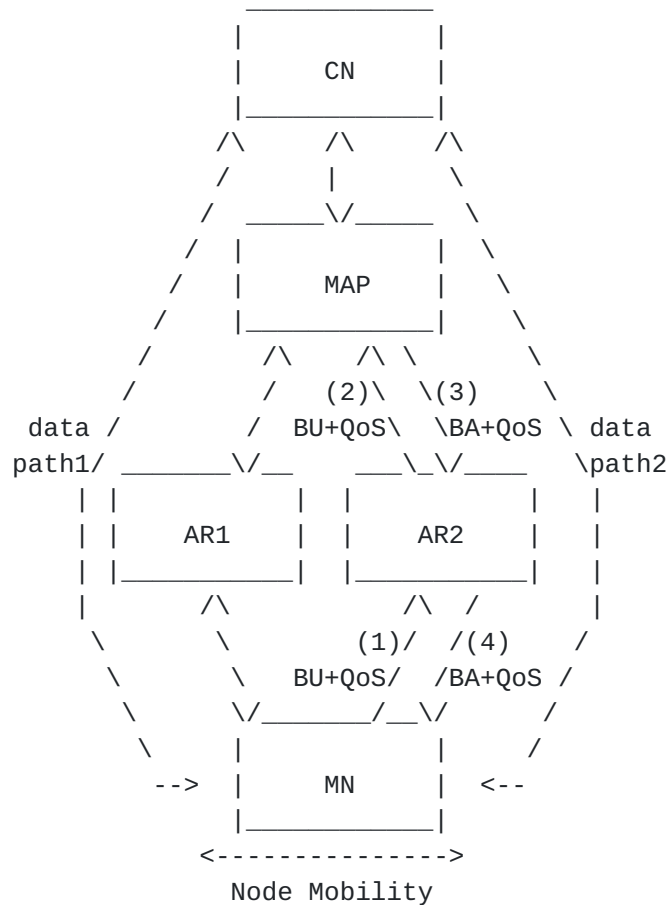 CN
MAP
(2) (3)
data BU+QoS BA+QoS data
path1 path2
AR1 AR2
(1) (4)
BU+QoS BA+QoS
MN
Node Mobility